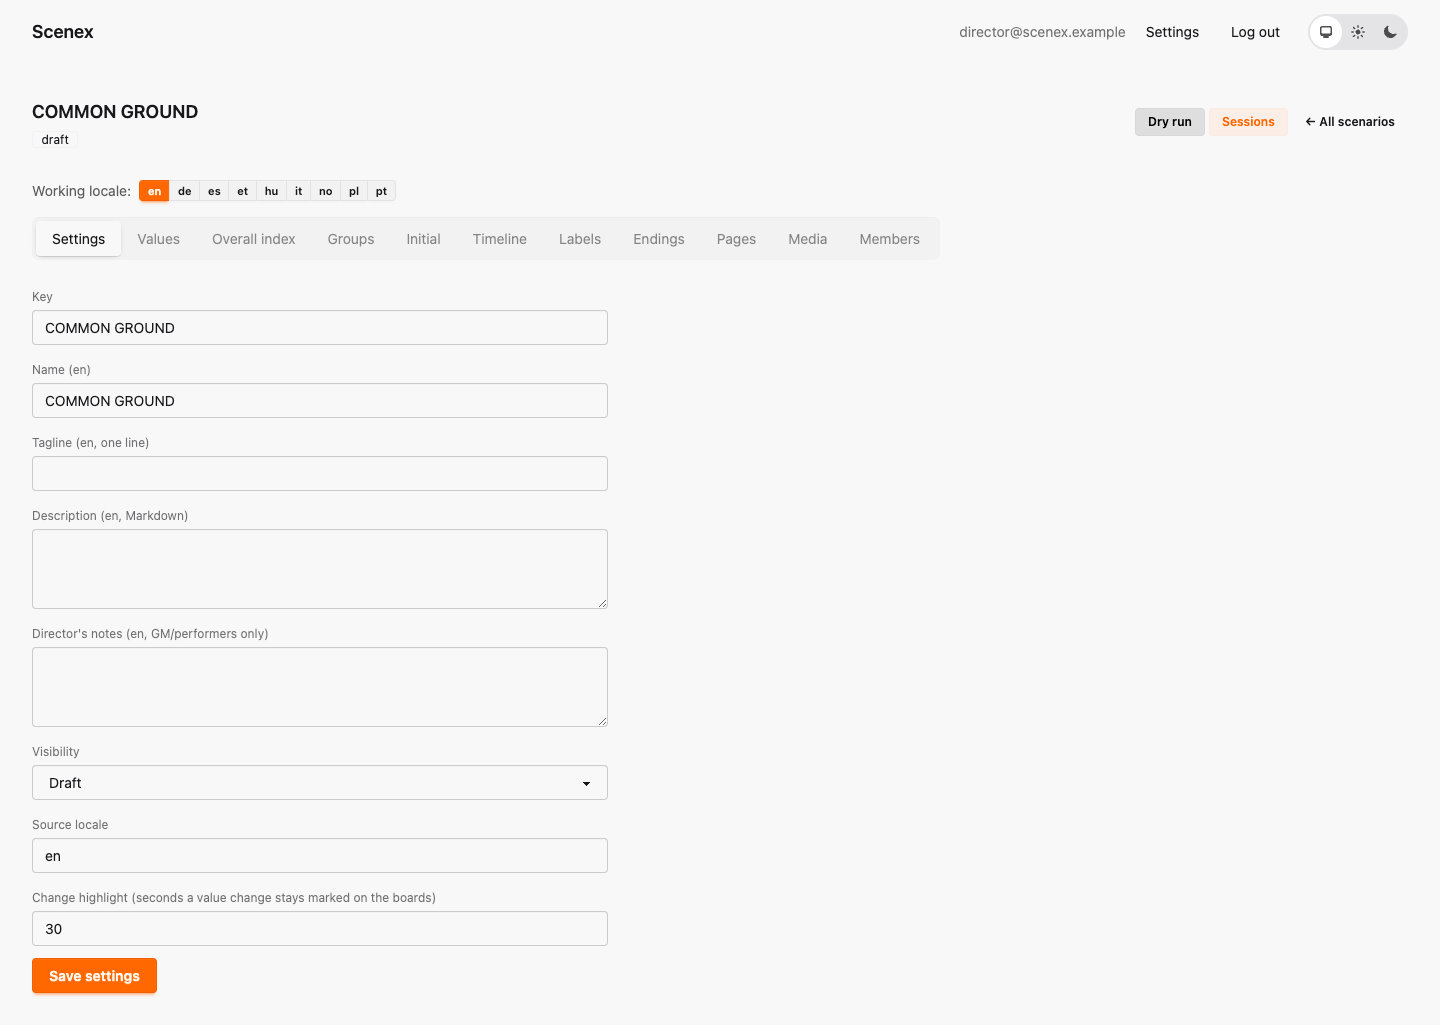 Scenex
director@scenex.example Settings Log out
COMMON GROUND
draft
Dry run Sessions ← All scenarios
Working locale: en de es et hu it no pl pt
Settings Values Overall index Groups Initial Timeline Labels Endings Pages Media Members
Key
COMMON GROUND
Name (en)
COMMON GROUND
Tagline (en, one line)
Description (en, Markdown)
Director's notes (en, GM/performers only)
Visibility
Draft
Source locale
en
Change highlight (seconds a value change stays marked on the boards)
30
Save settings